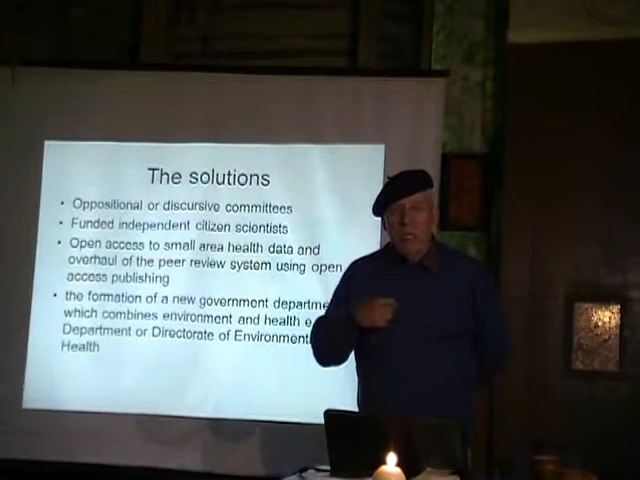 The solutions
• Oppositional or discursive committees
• Funded independent citizen scientists
• Open access to small area health data and
overhaul of the peer review system using open
access publishing
• the formation of a new government departme
which combines environment and health e
Department or Directorate of Environment
Health